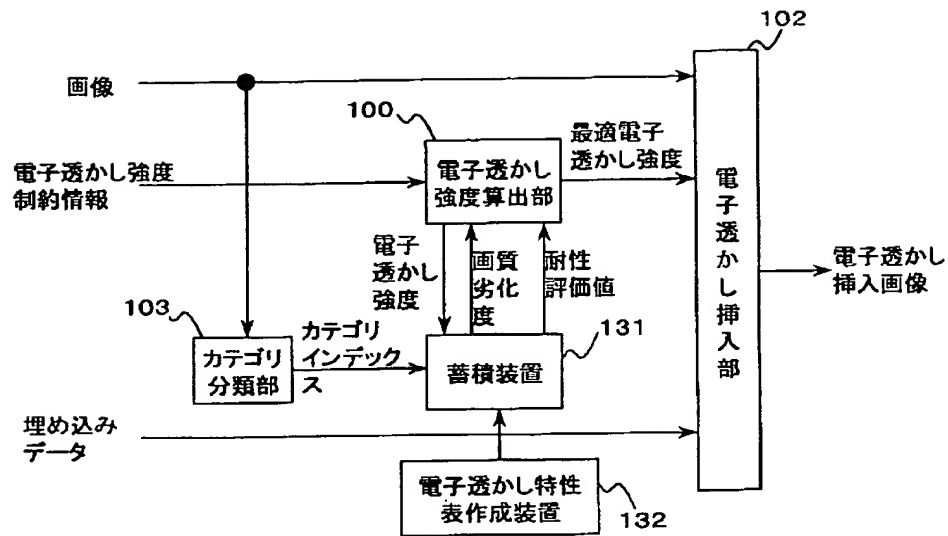 102
画像
100
最適電子
透かし強度
電子透かし強度
制約情報
電子透かし
強度算出部
電子透かし挿入部
電子
透かし
強度
画質
劣化
度
耐性
評価値
電子透かし
挿入画像
103
カテゴリ
分類部
カテゴリ
インデック
ス
131
蓄積装置
埋め込み
データ
電子透かし特性
表作成装置
132